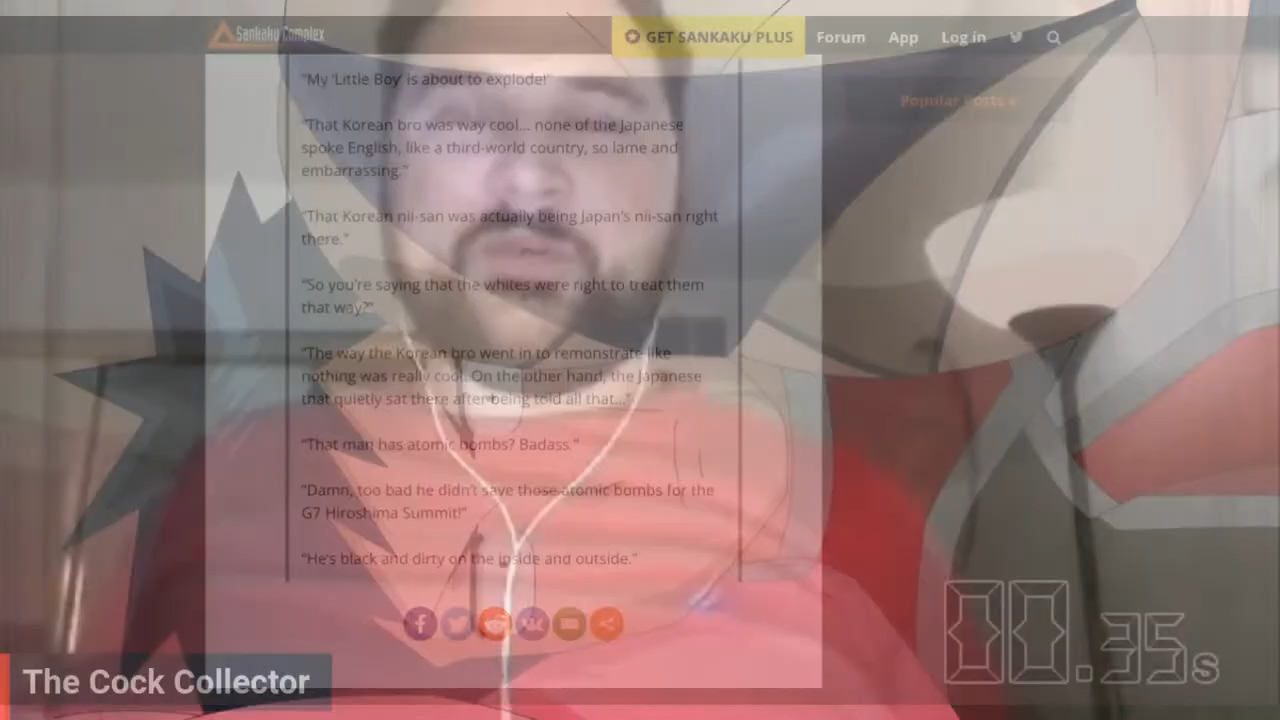 Sankaku Complex
GET SANKAKU PLUS Forum App Log in
Popular Posts »
"My 'Little Boy' is about to explode!"
"That Korean bro was way cool… none of the Japanese
spoke English, like a third-world country, so lame and
embarrassing."
"That Korean nii-san was actually being Japan's nii-san right
there."
"So you're saying that the whites were right to treat them
that way?"
"The way the Korean bro went in to remonstrate like
nothing was really cool. On the other hand, the Japanese
that quietly sat there after being told all that…"
"That man has atomic bombs? Badass."
"Damn, too bad he didn't save those atomic bombs for the
G7 Hiroshima Summit!"
"He's black and dirty on the inside and outside."
The Cock Collector
00.35s